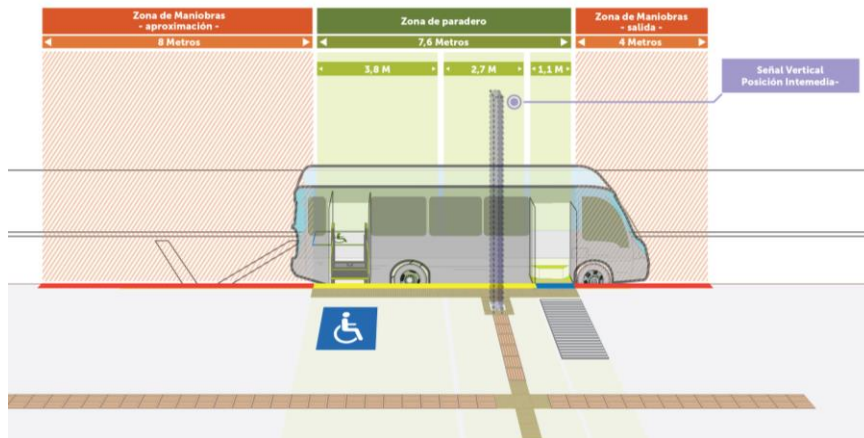 Zona de Maniobras
- aproximación -
8 Metros
Zona de paradero
7,6 Metros
Zona de Maniobras
- salida -
4 Metros
3,8 M
2,7 M
1,1 M
Señal Vertical
Posición Intemedia-